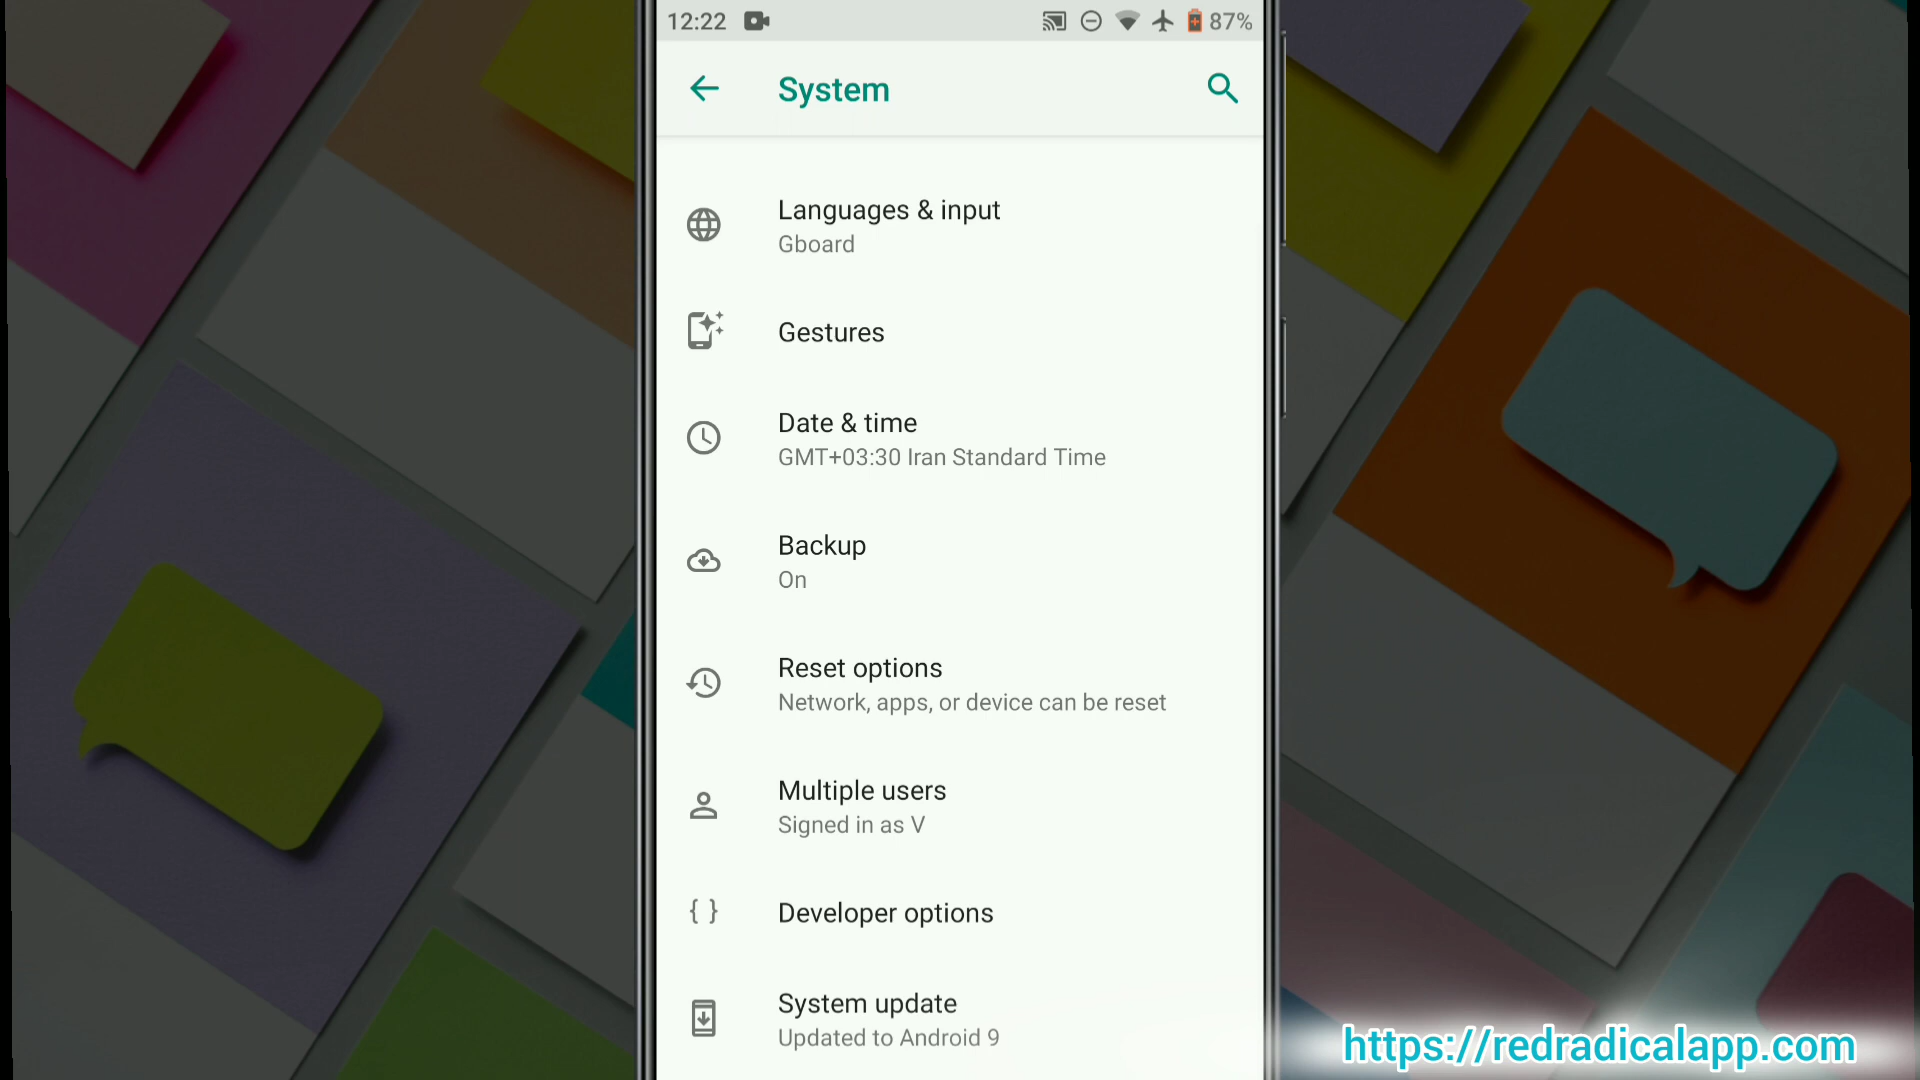 12:22
87%
System
Languages & input
Gboard
Gestures
Date & time
GMT+03:30 Iran Standard Time
Backup
On
Reset options
Network, apps, or device can be reset
Multiple users
Signed in as V
Developer options
System update
Updated to Android 9
https://redradicalapp.com